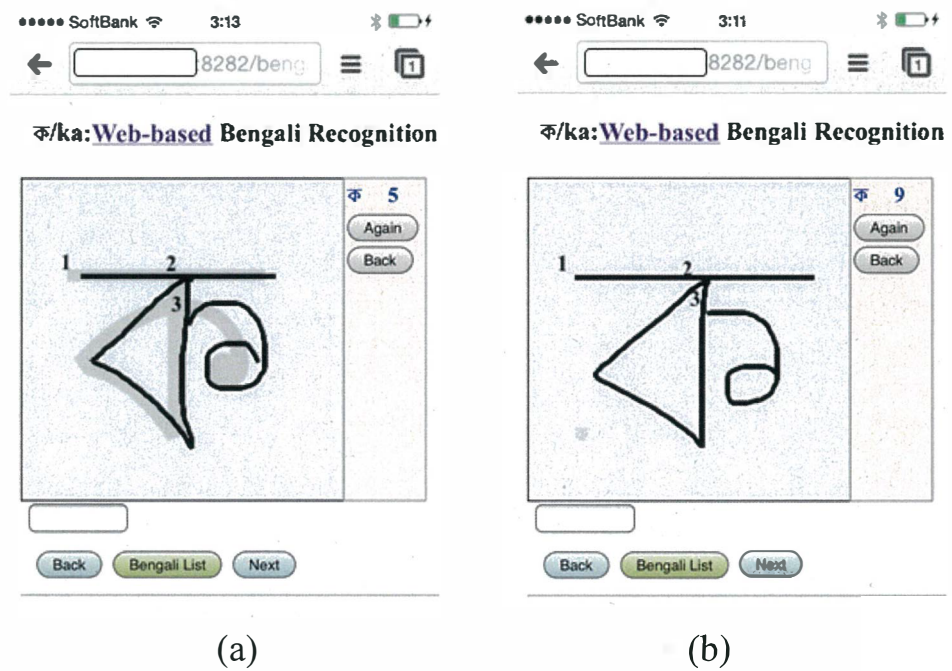 SoftBank 3:13
8282/beng 1
ক/ka:Web-based Bengali Recognition
ক 5
Again
Back
1 2
3
Back Bengali List Next
(a)
SoftBank 3:11
8282/beng 1
ক/ka:Web-based Bengali Recognition
ক 9
Again
Back
1 2
3
Back Bengali List Next
(b)